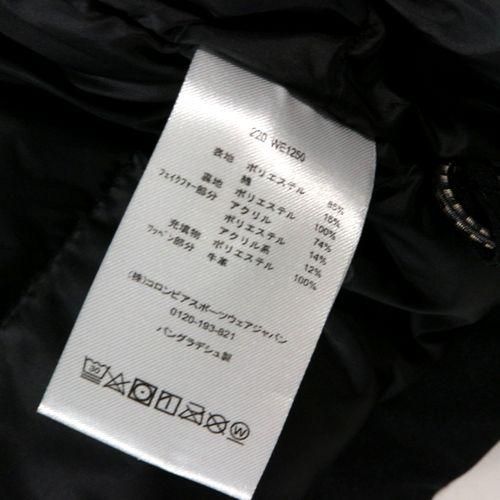 220 WE1250
表地 ポリエステル 85%
綿 15%
裏地 ポリエステル 100%
フェイクファー部分 アクリル 74%
ポリエステル 14%
アクリル系 12%
充填物 ポリエステル 100%
ワッペン部分 牛革
(株)コロンビアスポーツウェアジャパン
0120-193-821
バングラデシュ製
30
W